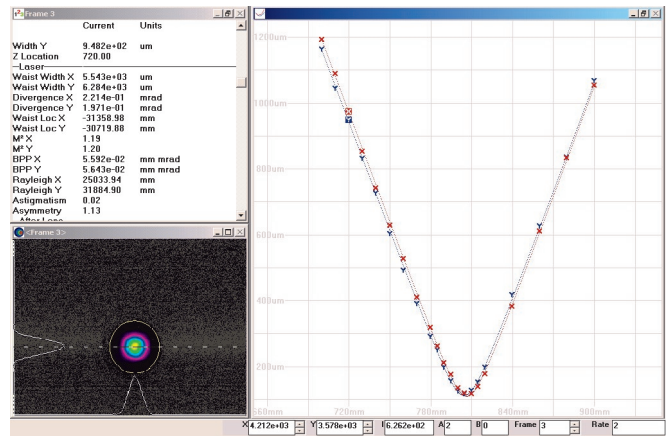 Frame 3
Current Units
Width Y 9.482e+02 um
Z Location 720.00
Laser
Waist Width X 5.543e+03 um
Waist Width Y 6.284e+03 um
Divergence X 2.214e-01 mrad
Divergence Y 1.971e-01 mrad
Waist Loc X -31358.98 mm
Waist Loc Y -30719.88 mm
M² X 1.19
M² Y 1.20
BPP X 5.592e-02 mm mrad
BPP Y 5.643e-02 mm mrad
Rayleigh X 25033.94 mm
Rayleigh Y 31884.90 mm
Astigmatism 0.02
Asymmetry 1.13
After Lens
<Frame 3>
1200um
1000um
800um
600um
400um
200um
660mm 720mm 780mm 840mm 900mm
X 4.212e+03 Y 3.578e+03 I 6.262e+02 A 2 B 0 Frame 3 Rate 2